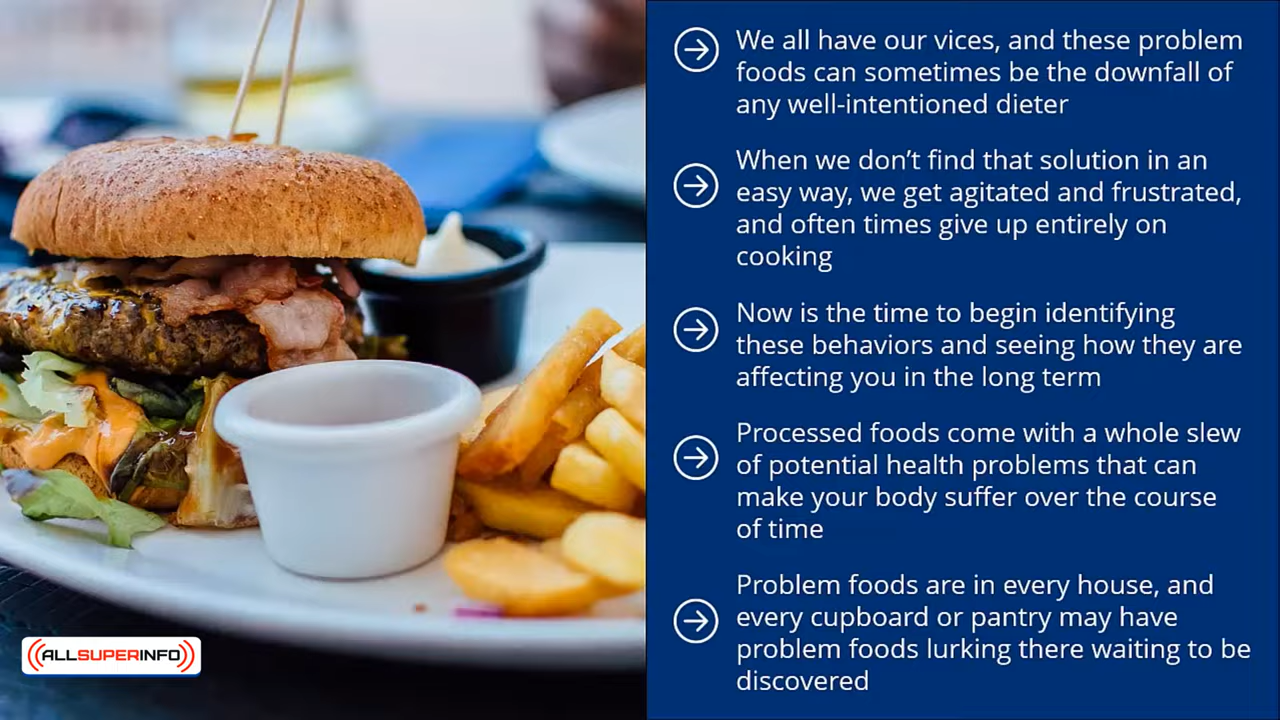 We all have our vices, and these problem
foods can sometimes be the downfall of
any well-intentioned dieter
When we don’t find that solution in an
easy way, we get agitated and frustrated,
and often times give up entirely on
cooking
Now is the time to begin identifying
these behaviors and seeing how they are
affecting you in the long term
Processed foods come with a whole slew
of potential health problems that can
make your body suffer over the course
of time
Problem foods are in every house, and
every cupboard or pantry may have
problem foods lurking there waiting to be
discovered
ALLSUPERINFO